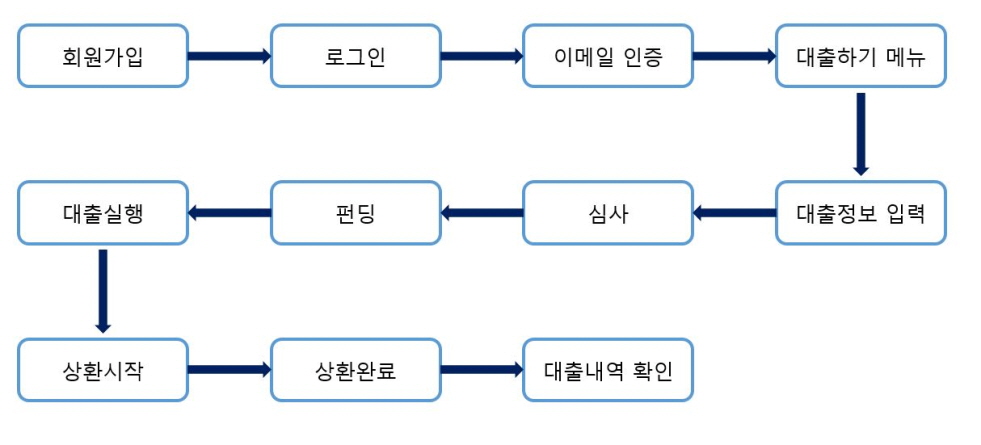 회원가입
로그인
이메일 인증
대출하기 메뉴
대출정보 입력
심사
펀딩
대출실행
상환시작
상환완료
대출내역 확인